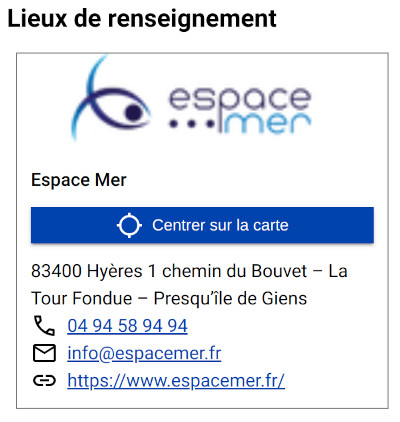 Lieux de renseignement
espace
mer
Espace Mer
Centrer sur la carte
83400 Hyères 1 chemin du Bouvet – La
Tour Fondue – Presqu’île de Giens
04 94 58 94 94
info@espacemer.fr
https://www.espacemer.fr/